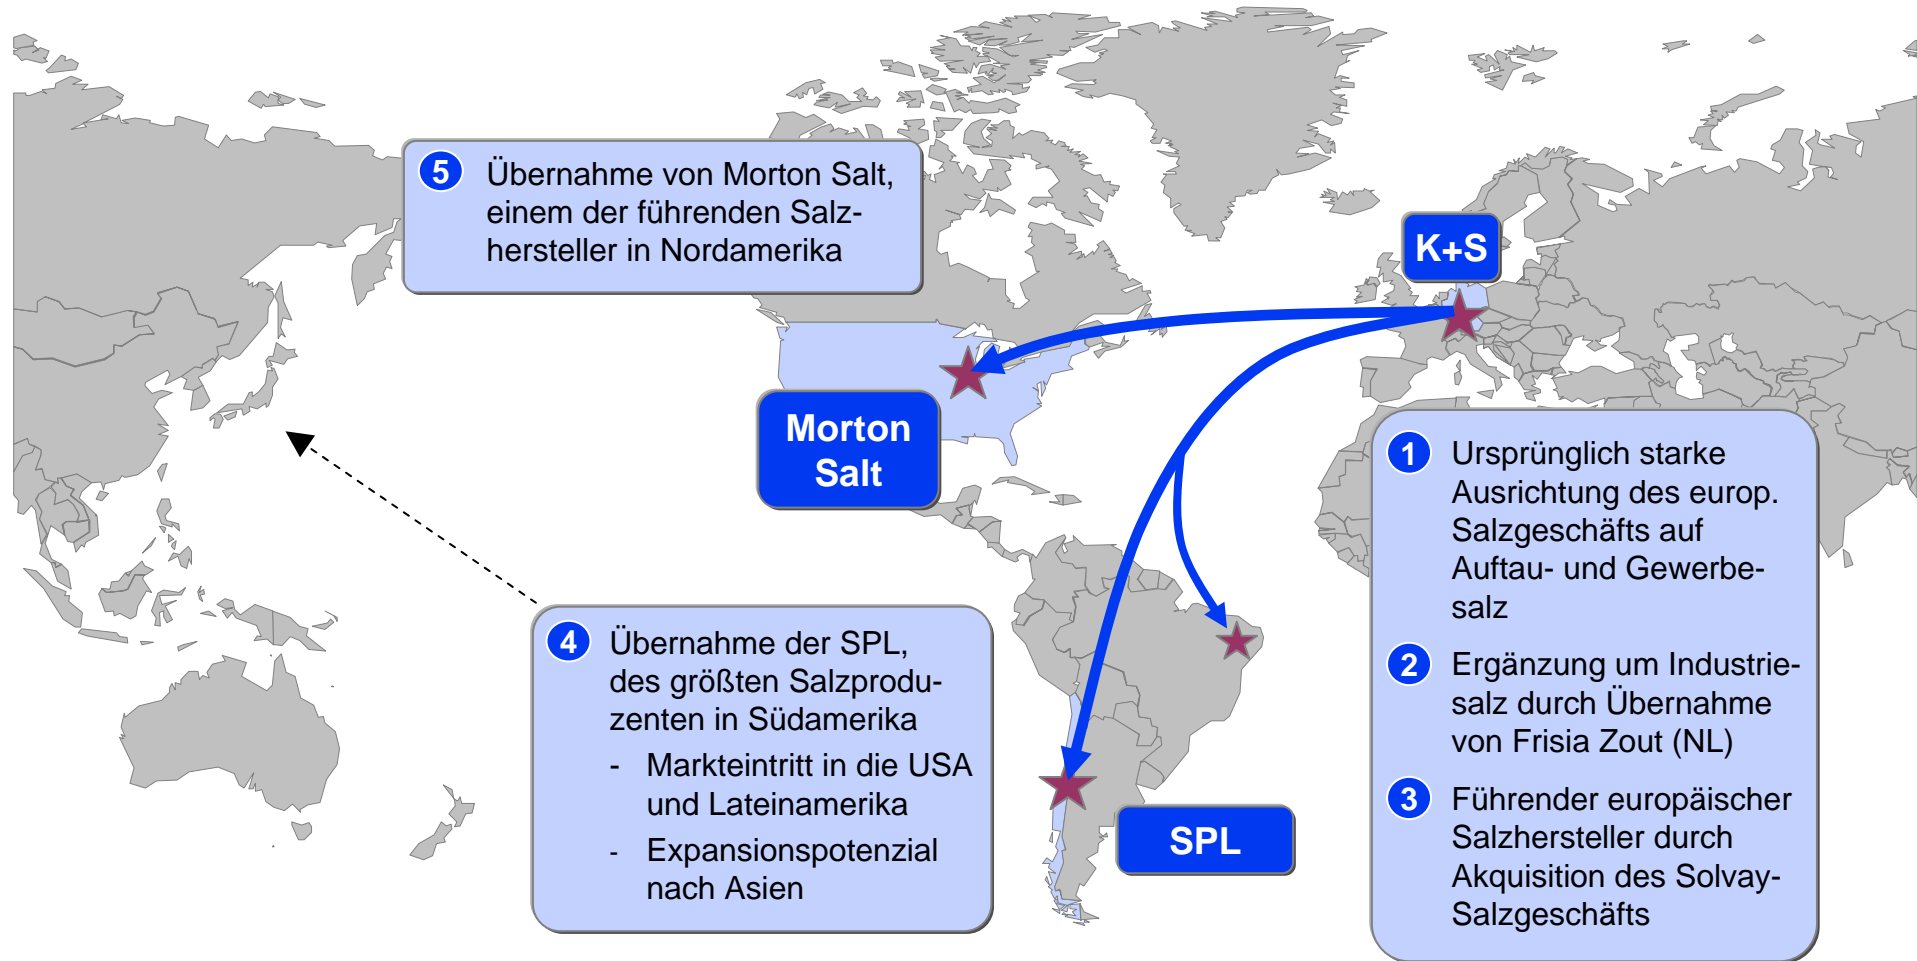 5 Übernahme von Morton Salt,
einem der führenden Salz-
hersteller in Nordamerika
K+S
Morton
Salt
1 Ursprünglich starke
Ausrichtung des europ.
Salzgeschäfts auf
Auftau- und Gewerbe-
salz
2 Ergänzung um Industrie-
salz durch Übernahme
von Frisia Zout (NL)
3 Führender europäischer
Salzhersteller durch
Akquisition des Solvay-
Salzgeschäfts
4 Übernahme der SPL,
des größten Salzprodu-
zenten in Südamerika
- Markteintritt in die USA
und Lateinamerika
- Expansionspotenzial
nach Asien
SPL